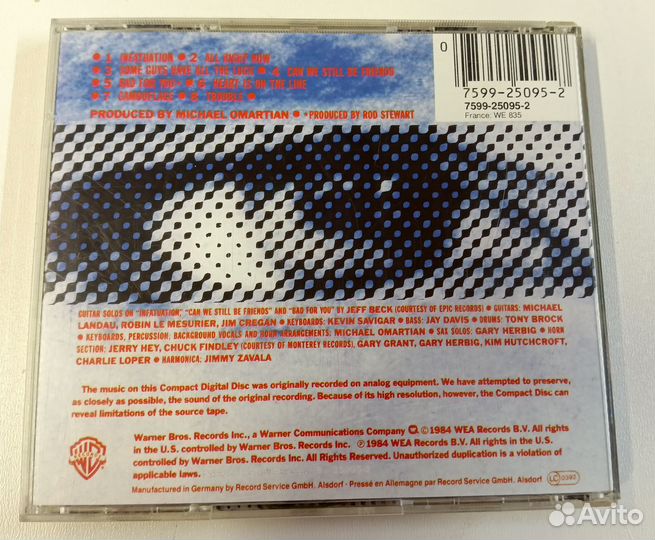 • 1 INFATUATION • 2 ALL RIGHT NOW
• 3 SOME GUYS HAVE ALL THE LUCK • 4 CAN WE STILL BE FRIENDS
• 5 BAD FOR YOU • 6 HEART IS ON THE LINE
• 7 CAMOUFLAGE • 8 TROUBLE •
PRODUCED BY MICHAEL OMARTIAN • *PRODUCED BY ROD STEWART
0
7599-25095-2
7599-25095-2
France: WE 835
GUITAR SOLOS ON "INFATUATION," "CAN WE STILL BE FRIENDS" AND "BAD FOR YOU" BY JEFF BECK (COURTESY OF EPIC RECORDS) • GUITARS: MICHAEL
LANDAU, ROBIN LE MESURIER, JIM CREGAN • KEYBOARDS: KEVIN SAVIGAR • BASS: JAY DAVIS • DRUMS: TONY BROCK
• KEYBOARDS, PERCUSSION, BACKGROUND VOCALS AND HORN ARRANGEMENTS: MICHAEL OMARTIAN • SAX SOLOS: GARY HERBIG • HORN
SECTION: JERRY HEY, CHUCK FINDLEY (COURTESY OF MONTEREY RECORDS), GARY GRANT, GARY HERBIG, KIM HUTCHCROFT,
CHARLIE LOPER • HARMONICA: JIMMY ZAVALA
The music on this Compact Digital Disc was originally recorded on analog equipment. We have attempted to preserve,
as closely as possible, the sound of the original recording. Because of its high resolution, however, the Compact Disc can
reveal limitations of the source tape.
Warner Bros. Records Inc., a Warner Communications Company ©1984 WEA Records B.V. All rights
in the U.S. controlled by Warner Bros. Records Inc. ℗1984 WEA Records B.V. All rights in the U.S.
controlled by Warner Bros. Records Inc. Unauthorized duplication is a violation of
applicable laws.
Manufactured in Germany by Record Service GmbH. Alsdorf · Pressé en Allemagne par Record Service GmbH. Alsdorf
LC 0392
Avito